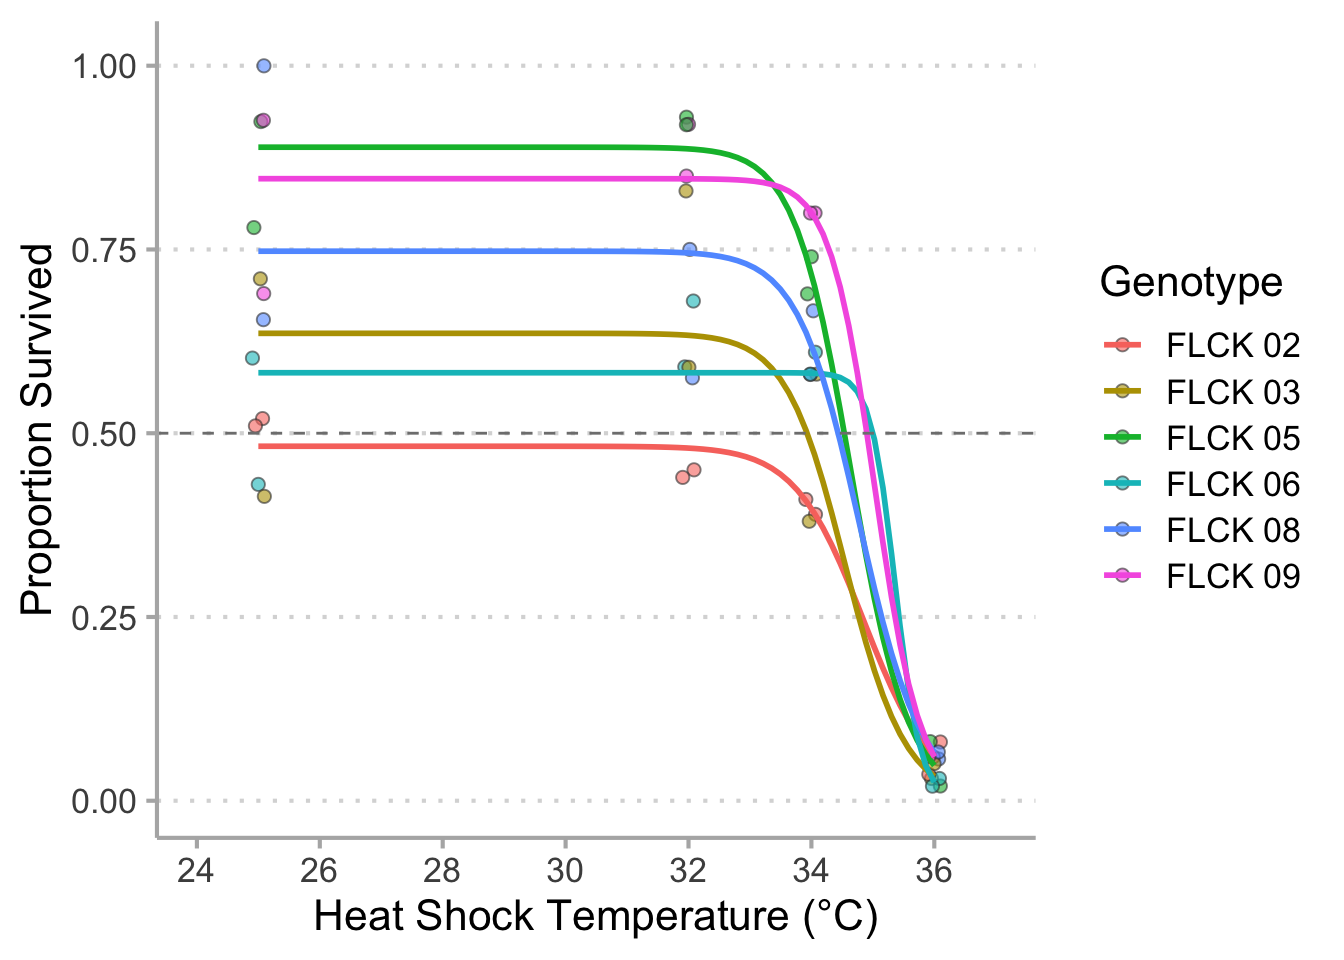 Proportion Survived
1.00
0.75
0.50
0.25
0.00
24 26 28 30 32 34 36
Heat Shock Temperature (°C)
Genotype
FLCK 02
FLCK 03
FLCK 05
FLCK 06
FLCK 08
FLCK 09